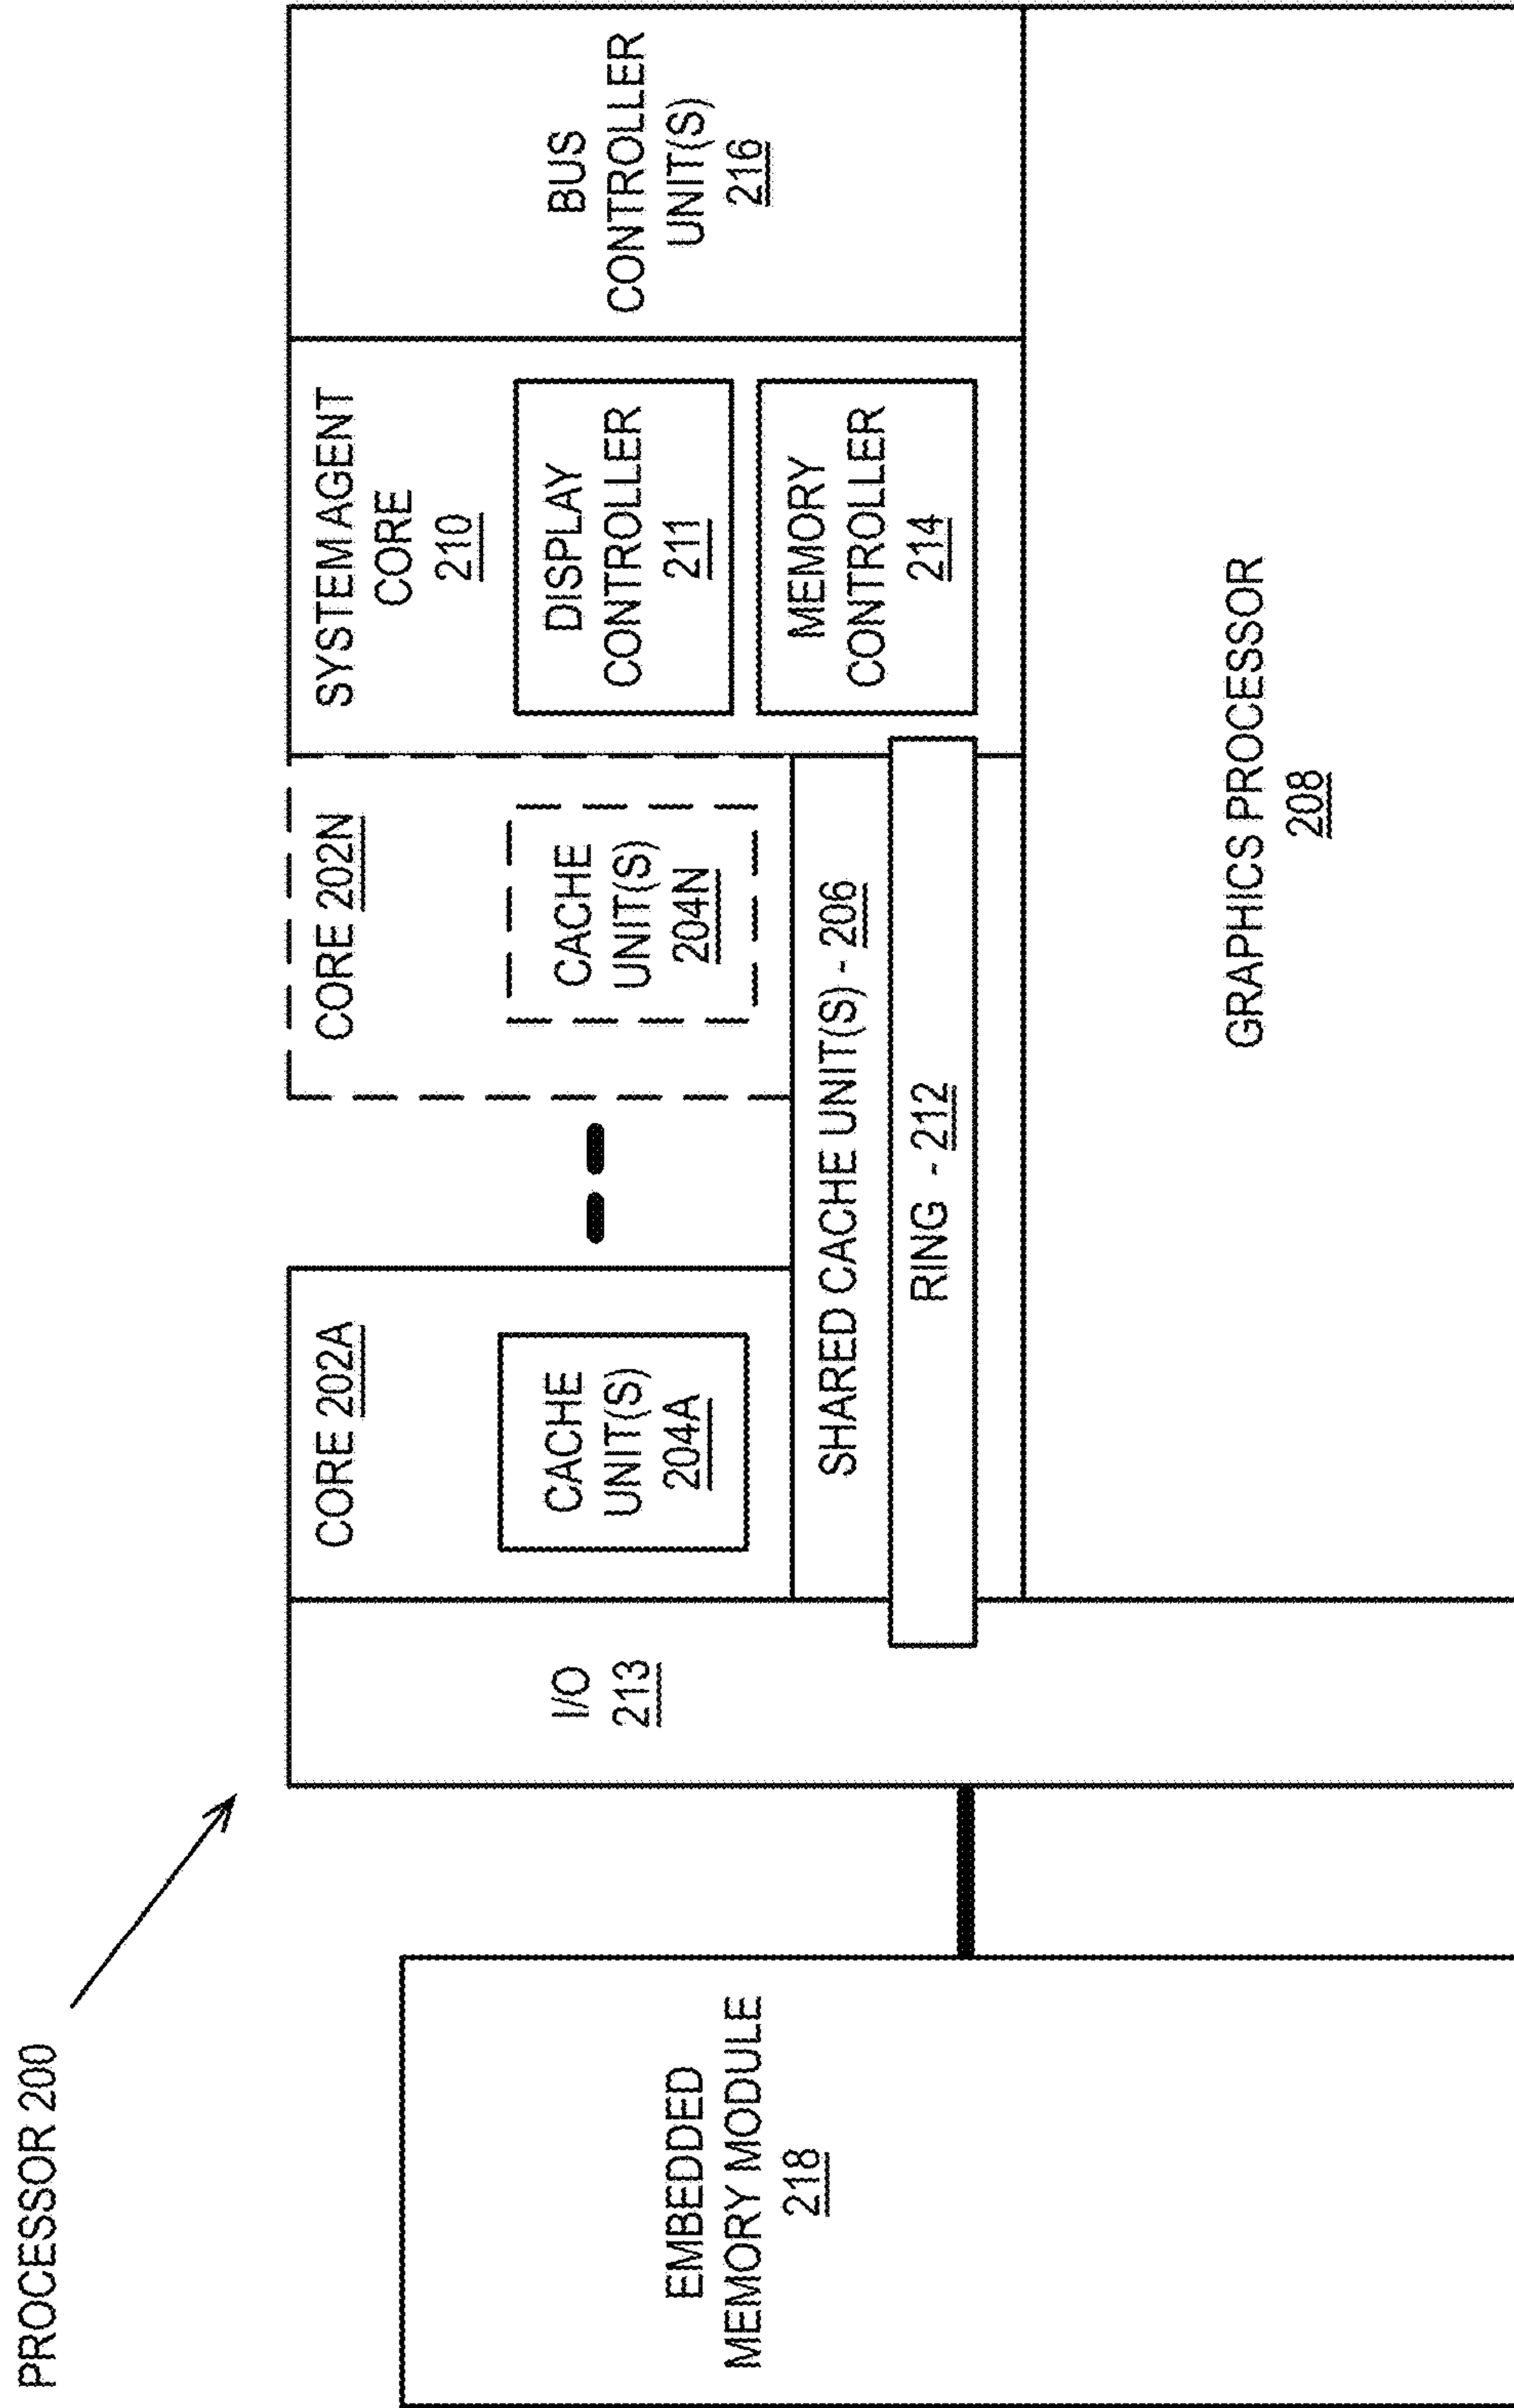 PROCESSOR 200
EMBEDDED
MEMORY MODULE
218
I/O
213
CORE 202A
CACHE
UNIT(S)
204A
CORE 202N
CACHE
UNIT(S)
204N
SHARED CACHE UNIT(S) - 206
RING - 212
SYSTEM AGENT
CORE
210
DISPLAY
CONTROLLER
211
MEMORY
CONTROLLER
214
BUS
CONTROLLER
UNIT(S)
216
GRAPHICS PROCESSOR
208